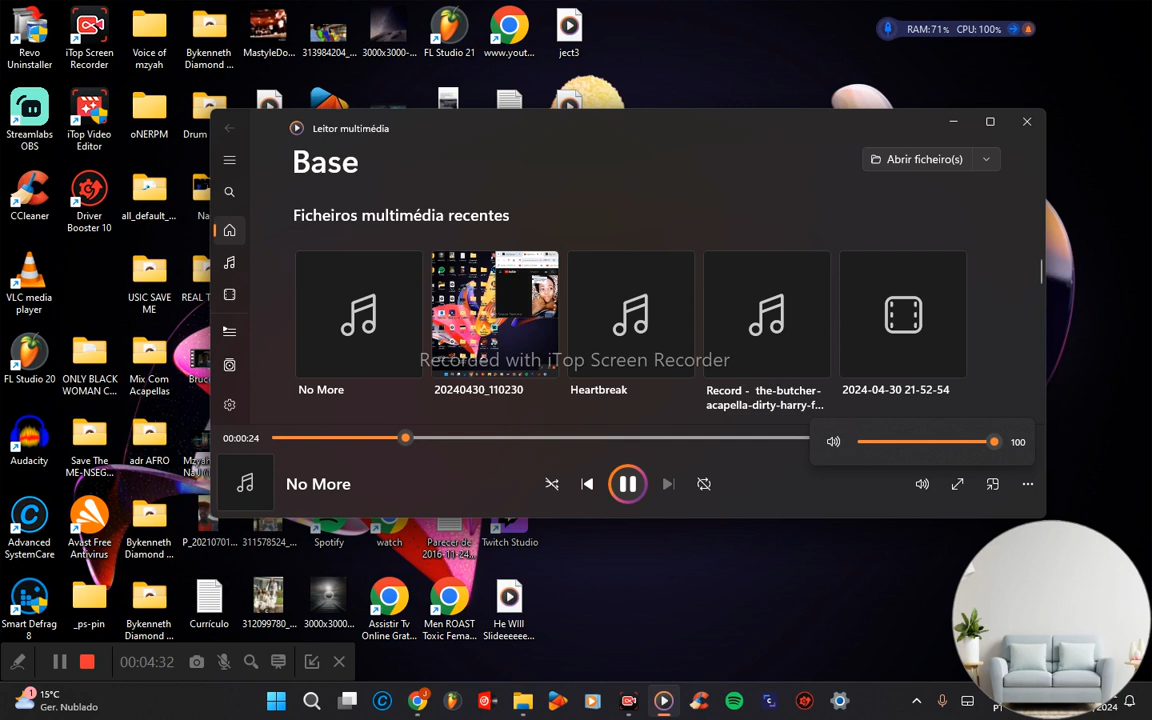 Revo
Uninstaller
iTop Screen
Recorder
Voice of
mzyah
Bykenneth
Diamond ...
MastyleDo...
313984204_...
3000x3000-...
FL Studio 21
www.yout...
ject3
RAM:71% CPU: 100%
Streamlabs
OBS
iTop Video
Editor
oNERPM
Drum
CCleaner
Driver
Booster 10
all_default_...
Na
VLC media
player
USIC SAVE
ME
REAL T
FL Studio 20
ONLY BLACK
WOMAN C...
Mix Com
Acapellas
Bruc
Audacity
Save The
ME-NSEG...
adr AFRO
Mzva
Advanced
SystemCare
Avast Free
Antivirus
Bykenneth
Diamond ...
P_20210701...
311578524_...
Spotify
watch
Parecer de
2016-11-24...
Twitch Studio
Smart Defrag
8
_ps-pin
Bykenneth
Diamond ...
Currículo
312099780_...
3000x3000...
Assistir Tv
Online Grat...
Men ROAST
Toxic Fema...
He WIll
Slideeeeee...
Leitor multimédia
Base
Abrir ficheiro(s)
Ficheiros multimédia recentes
Recorded with iTop Screen Recorder
No More
20240430_110230
Heartbreak
Record - the-butcher-
acapella-dirty-harry-f...
2024-04-30 21-52-54
00:00:24
100
No More
00:04:32
1
15°C
Ger. Nublado
/2024